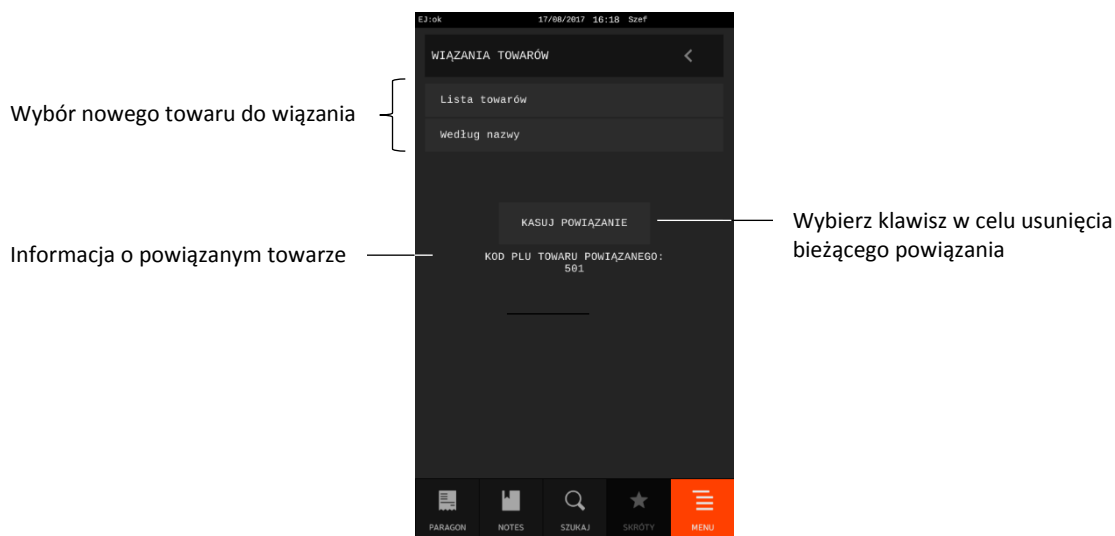 EJ:ok 17/08/2017 16:18 Szef
WIĄZANIA TOWARÓW
Wybór nowego towaru do wiązania
Lista towarów
Według nazwy
KASUJ POWIĄZANIE
Wybierz klawisz w celu usunięcia
bieżącego powiązania
Informacja o powiązanym towarze
KOD PLU TOWARU POWIĄZANEGO:
501
PARAGON NOTES SZUKAJ SKRÓTY MENU